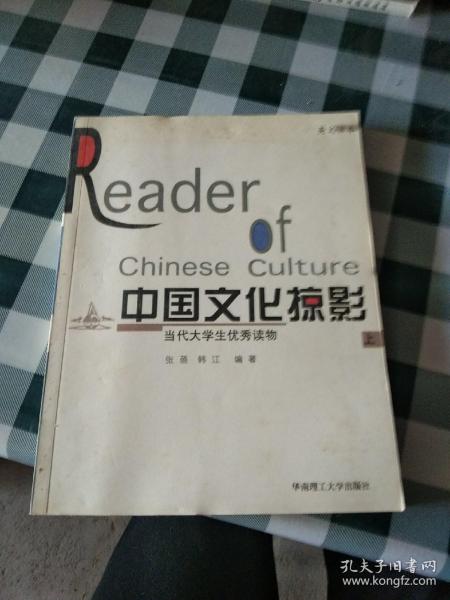 Reader
of
Chinese Culture
中国文化掠影
上
当代大学生优秀读物
张蓓 韩江 编著
华南理工大学出版社
孔夫子旧书网
www.kongfz.com